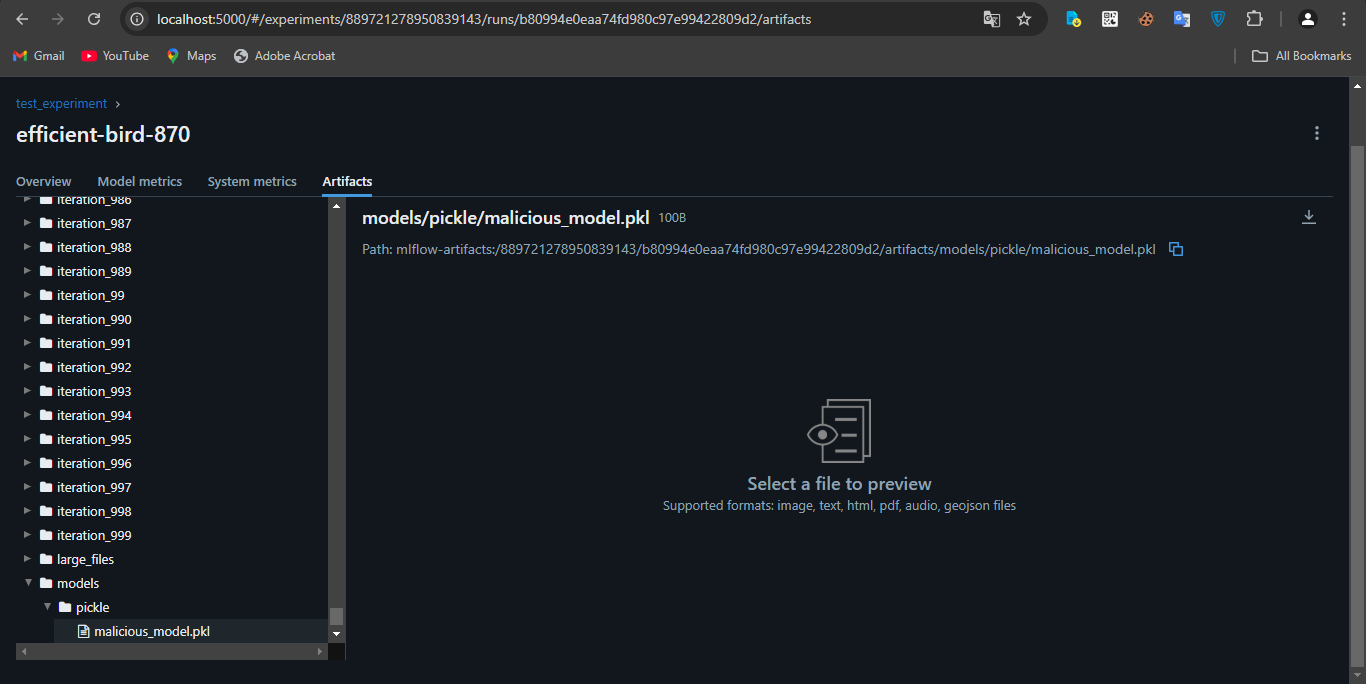 localhost:5000/#/experiments/889721278950839143/runs/b80994e0eaa74fd980c97e99422809d2/artifacts
Gmail YouTube Maps Adobe Acrobat All Bookmarks
test_experiment ›
efficient-bird-870
Overview Model metrics System metrics Artifacts
iteration_986
iteration_987
iteration_988
iteration_989
iteration_99
iteration_990
iteration_991
iteration_992
iteration_993
iteration_994
iteration_995
iteration_996
iteration_997
iteration_998
iteration_999
large_files
models
pickle
malicious_model.pkl
models/pickle/malicious_model.pkl 100B
Path: mlflow-artifacts:/889721278950839143/b80994e0eaa74fd980c97e99422809d2/artifacts/models/pickle/malicious_model.pkl
Select a file to preview
Supported formats: image, text, html, pdf, audio, geojson files